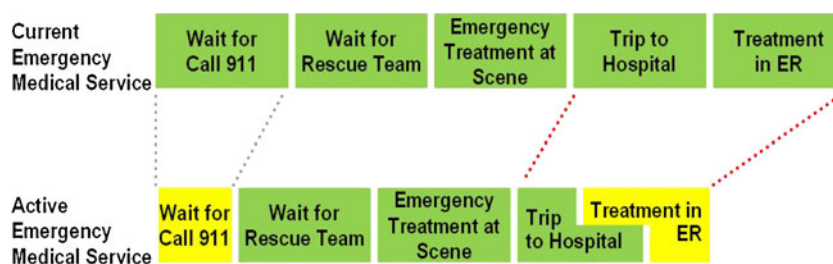 Current
Emergency
Medical Service
Wait for
Call 911
Wait for
Rescue Team
Emergency
Treatment at
Scene
Trip to
Hospital
Treatment
in ER
Active
Emergency
Medical Service
Wait for
Call 911
Wait for
Rescue Team
Emergency
Treatment at
Scene
Trip
to Hospital
Treatment in
ER